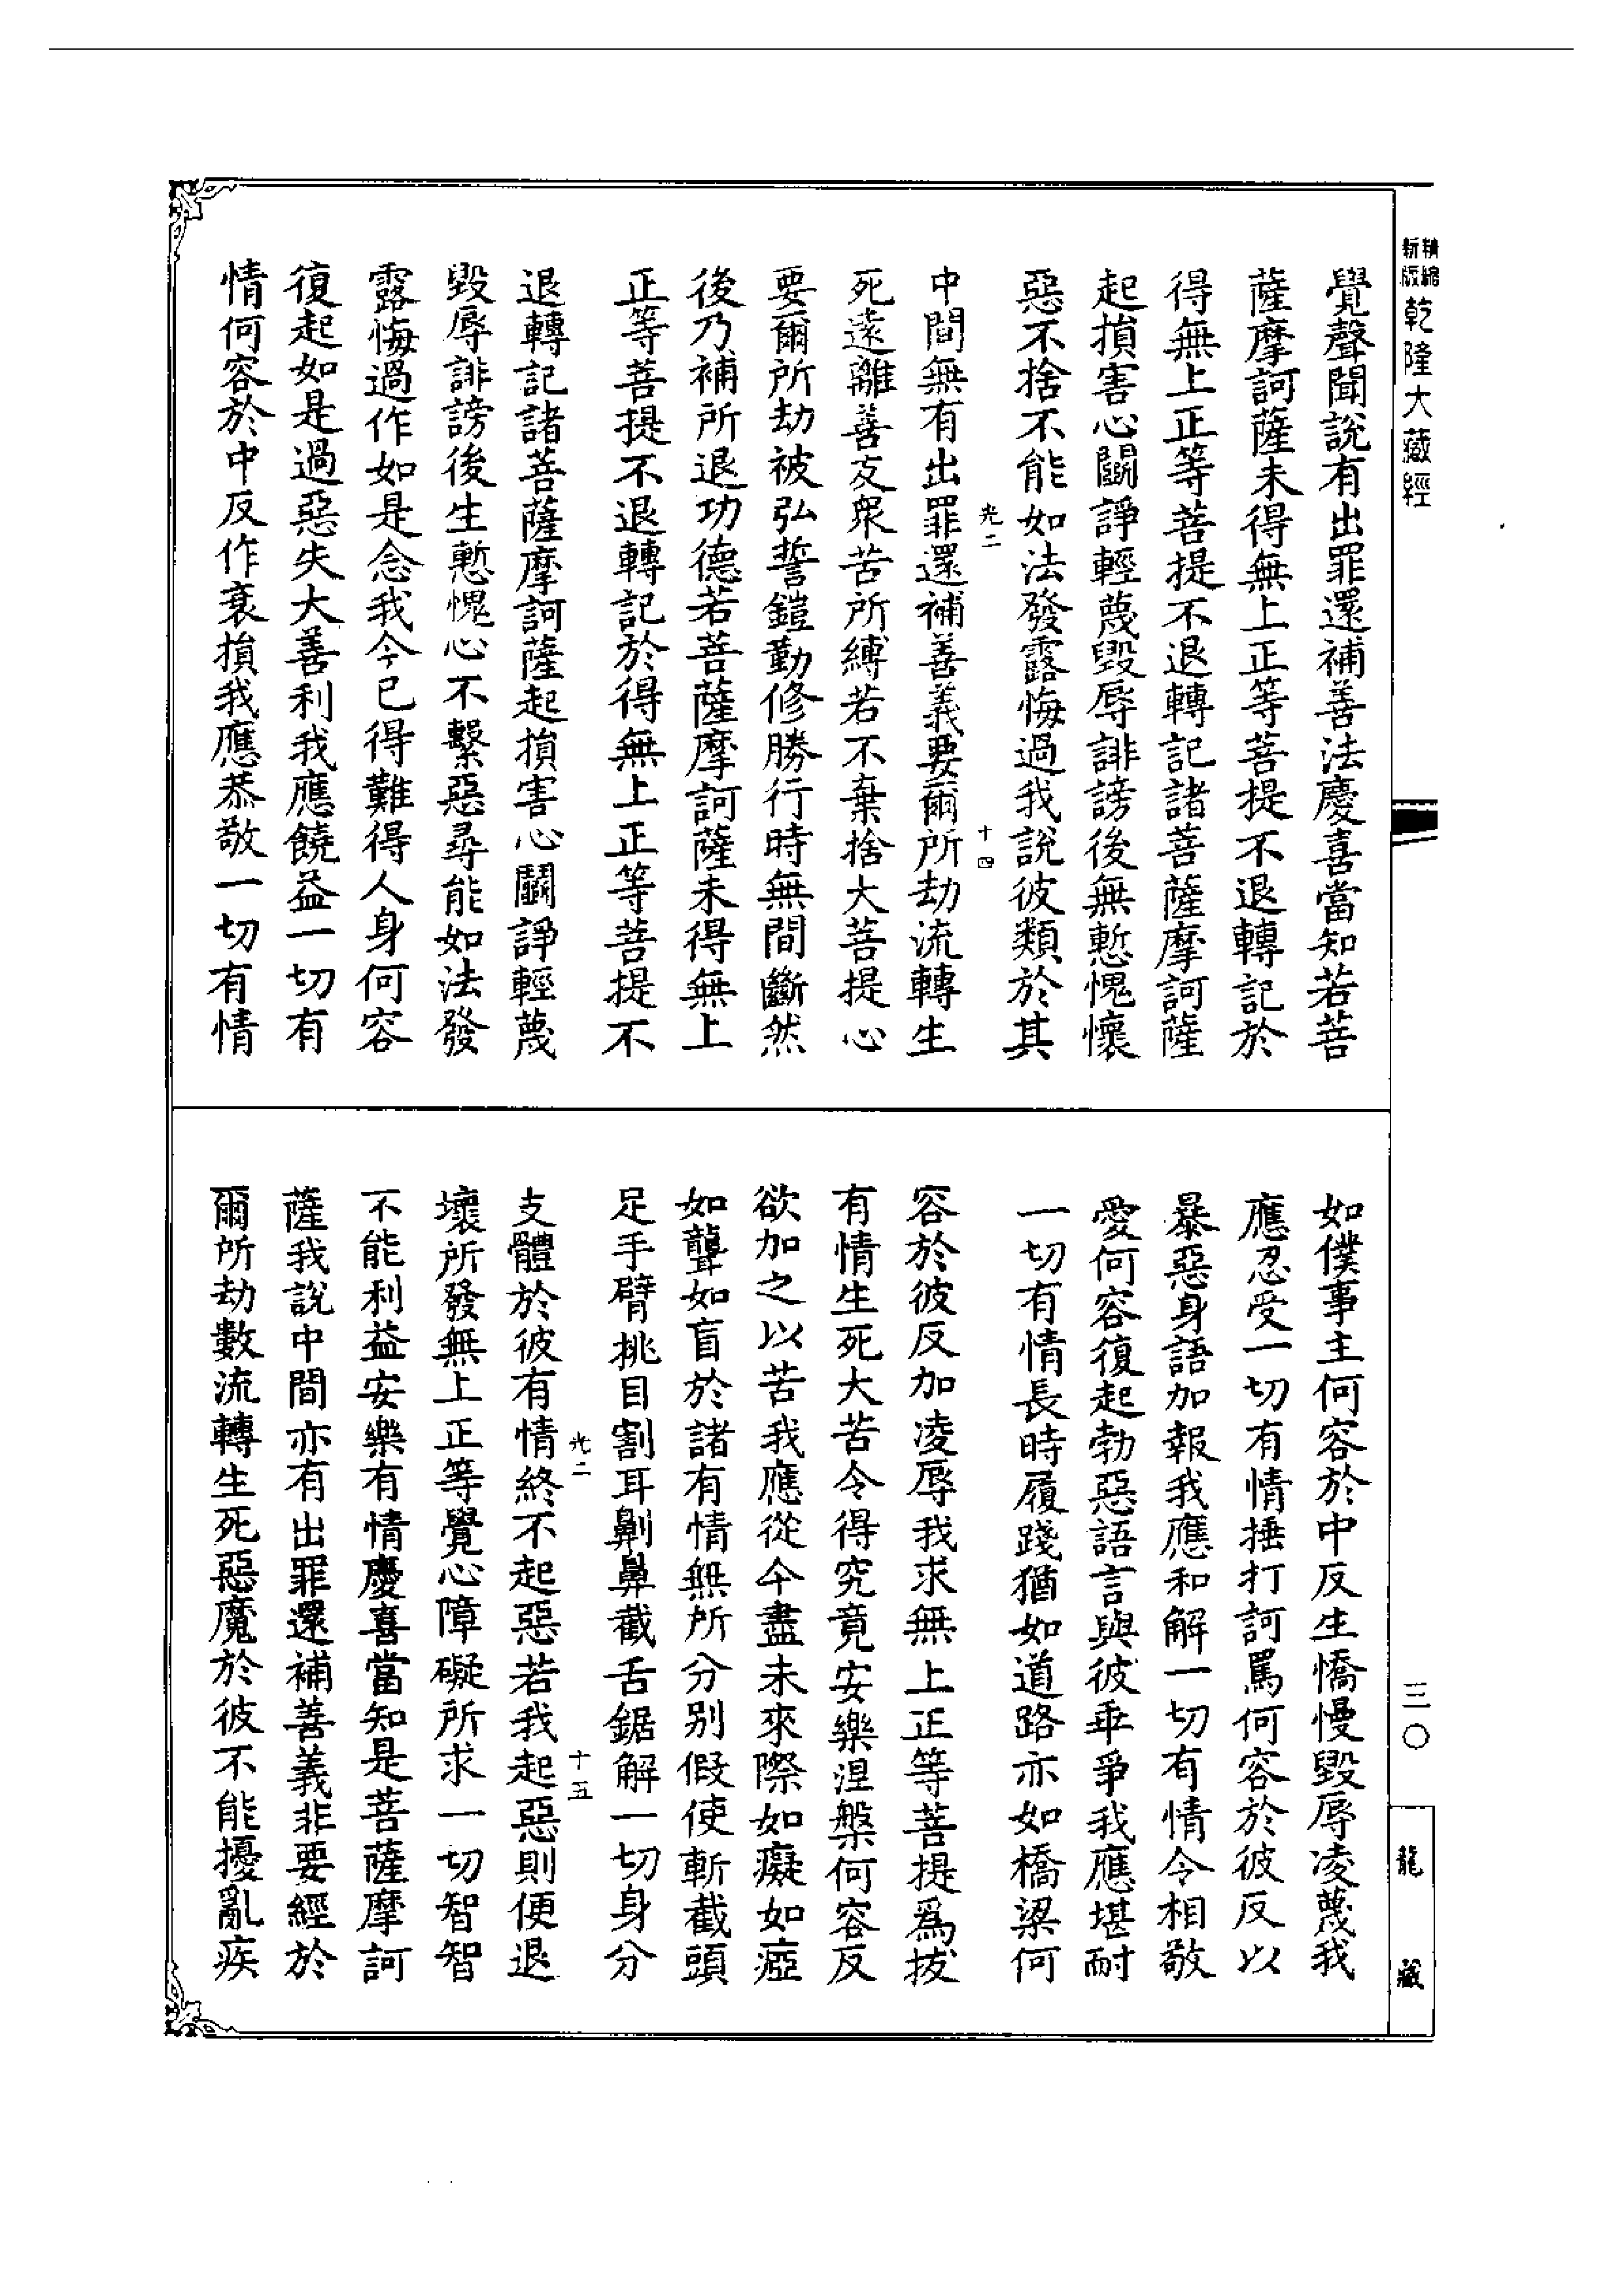 精縮
新版
乾隆大藏經
覺聲聞說有出罪還補善法慶喜當知若菩
薩摩訶薩未得無上正等菩提不退轉記於
得無上正等菩提不退轉記諸菩薩摩訶薩
起損害心鬬諍輕蔑毀辱誹謗後無慙愧懷
惡不捨不能如法發露悔過我說彼類於其
光二
十四
中間無有出罪還補善義要爾所劫流轉生
死遠離善友衆苦所縛若不棄捨大菩提心
要爾所劫被弘誓鎧勤修勝行時無間斷然
後乃補所退功德若菩薩摩訶薩未得無上
正等菩提不退轉記於得無上正等菩提不
退轉記諸菩薩摩訶薩起損害心鬬諍輕蔑
毀辱誹謗後生慙愧心不繫惡尋能如法發
露悔過作如是念我今已得難得人身何容
復起如是過惡失大善利我應饒益一切有
情何容於中反作衰損我應恭敬一切有情
三〇
龍藏
如僕事主何容於中反生憍慢毀辱凌蔑我
應忍受一切有情捶打訶罵何容於彼反以
暴惡身語加報我應和解一切有情令相敬
愛何容復起勃惡語言與彼乖爭我應堪耐
一切有情長時履踐猶如道路亦如橋梁何
容於彼反加凌辱我求無上正等菩提爲拔
有情生死大苦令得究竟安樂涅槃何容反
欲加之以苦我應從今盡未來際如癡如瘂
如聾如盲於諸有情無所分別假使斬截頭
足手臂挑目割耳劓鼻截舌鋸解一切身分
光二
十五
支體於彼有情終不起惡若我起惡則便退
壞所發無上正等覺心障礙所求一切智智
不能利益安樂有情慶喜當知是菩薩摩訶
薩我說中間亦有出罪還補善義非要經於
爾所劫數流轉生死惡魔於彼不能擾亂疾